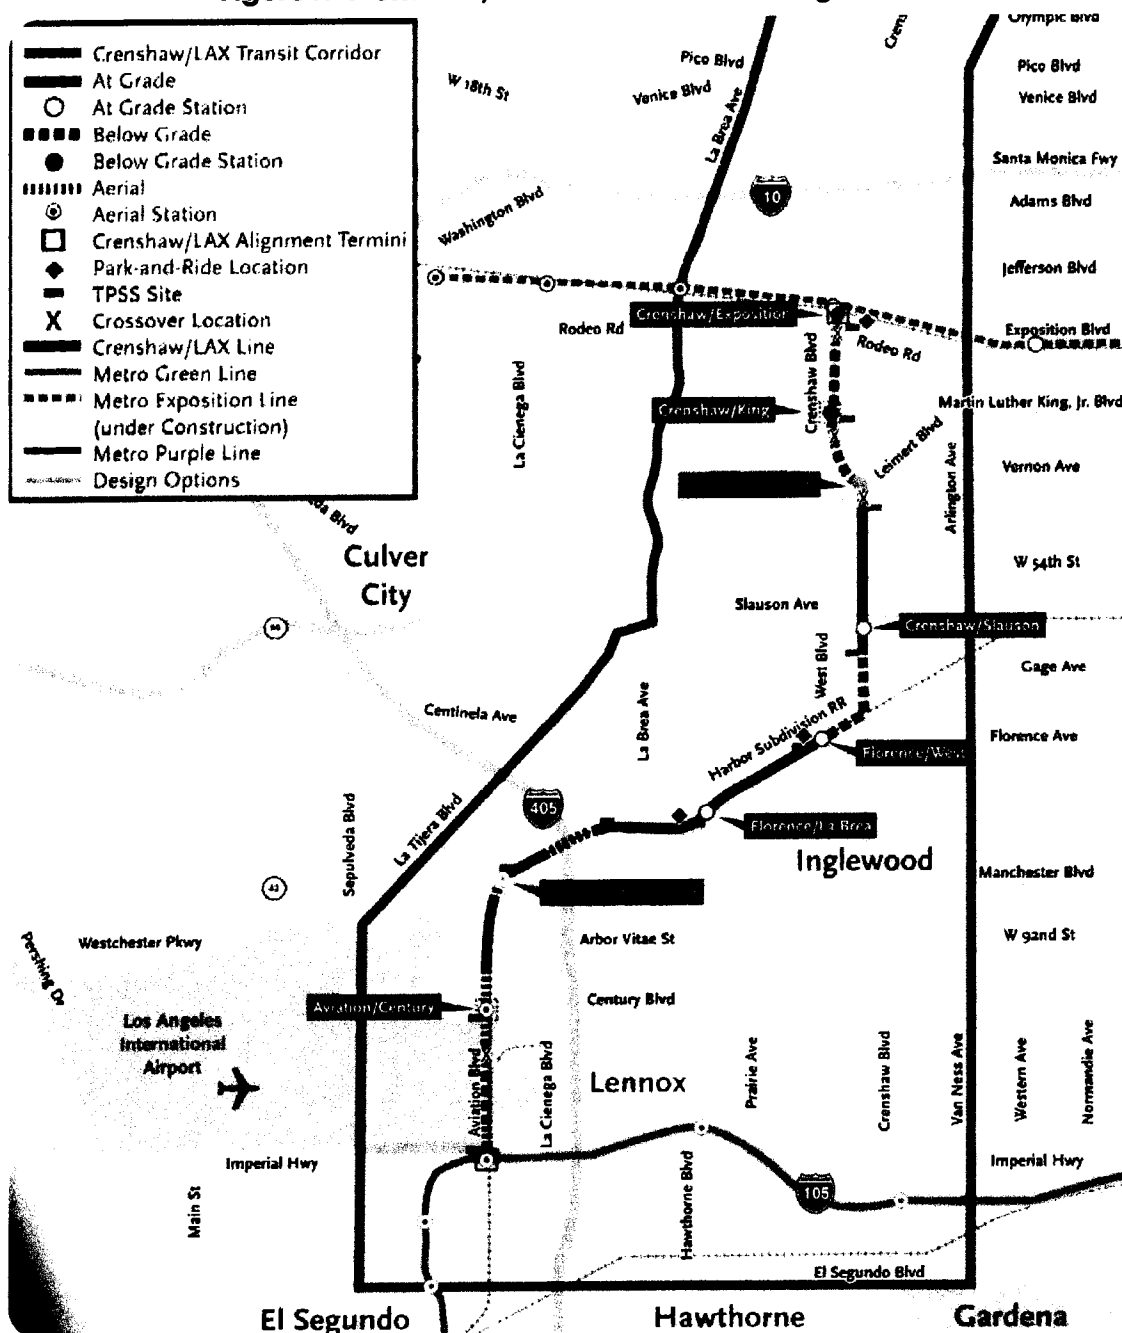 Crenshaw/LAX Transit Corridor
At Grade
At Grade Station
Below Grade
Below Grade Station
Aerial
Aerial Station
Crenshaw/LAX Alignment Termini
Park-and-Ride Location
TPSS Site
X Crossover Location
Crenshaw/LAX Line
Metro Green Line
Metro Exposition Line
(under Construction)
Metro Purple Line
Design Options
Olympic Blvd
Pico Blvd
Pico Blvd
W 18th St
Venice Blvd
Venice Blvd
La Brea Ave
Santa Monica Fwy
10
Adams Blvd
Washington Blvd
Jefferson Blvd
Crenshaw/Exposition
Rodeo Rd
Rodeo Rd
Exposition Blvd
Crenshaw Blvd
La Cienega Blvd
Crenshaw/King
Martin Luther King, Jr. Blvd
Leimert Blvd
Vernon Ave
Arlington Ave
Culver
City
W 54th St
Slauson Ave
Crenshaw/Slauson
West Blvd
Gage Ave
Centinela Ave
La Brea Ave
Harbor Subdivision RR
Florence Ave
Florence/West
405
Sepulveda Blvd
La Tijera Blvd
Florence/La Brea
Inglewood
Manchester Blvd
42
Westchester Pkwy
Arbor Vitae St
W 92nd St
Pershing Dr
Century Blvd
Aviation/Century
Los Angeles
International
Airport
Aviation Blvd
La Cienega Blvd
Lennox
Prairie Ave
Crenshaw Blvd
Van Ness Ave
Western Ave
Normandie Ave
Imperial Hwy
Imperial Hwy
Main St
Hawthorne Blvd
105
El Segundo Blvd
El Segundo
Hawthorne
Gardena